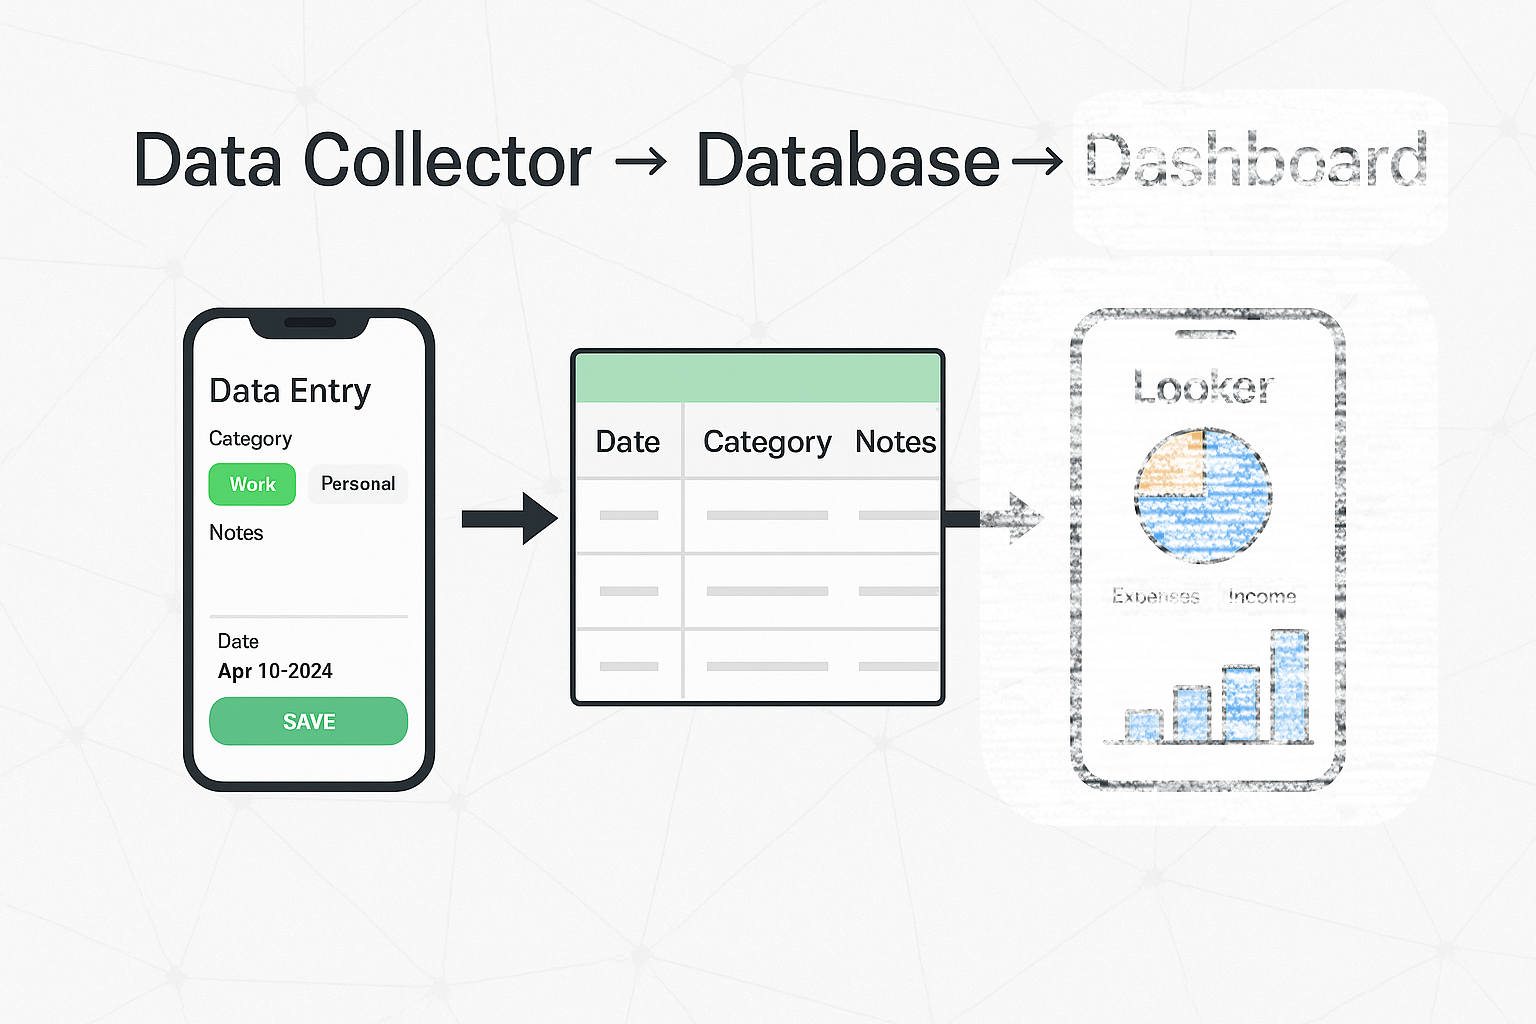 Data Collector → Database → Dashboard
Data Entry
Category
Work Personal
Notes
Date
Apr 10-2024
SAVE
Date Category Notes
Looker
Expenses Income